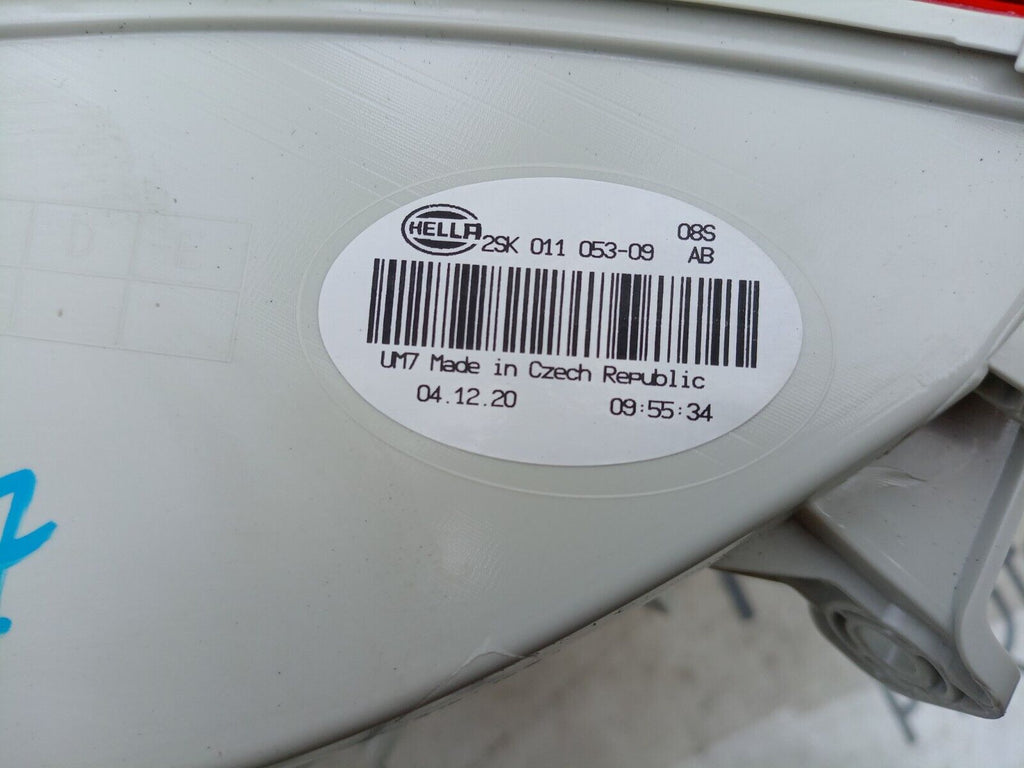 HELLA
2SK 011 053-09
08S
AB
UM7 Made in Czech Republic
04.12.20 09:55:34